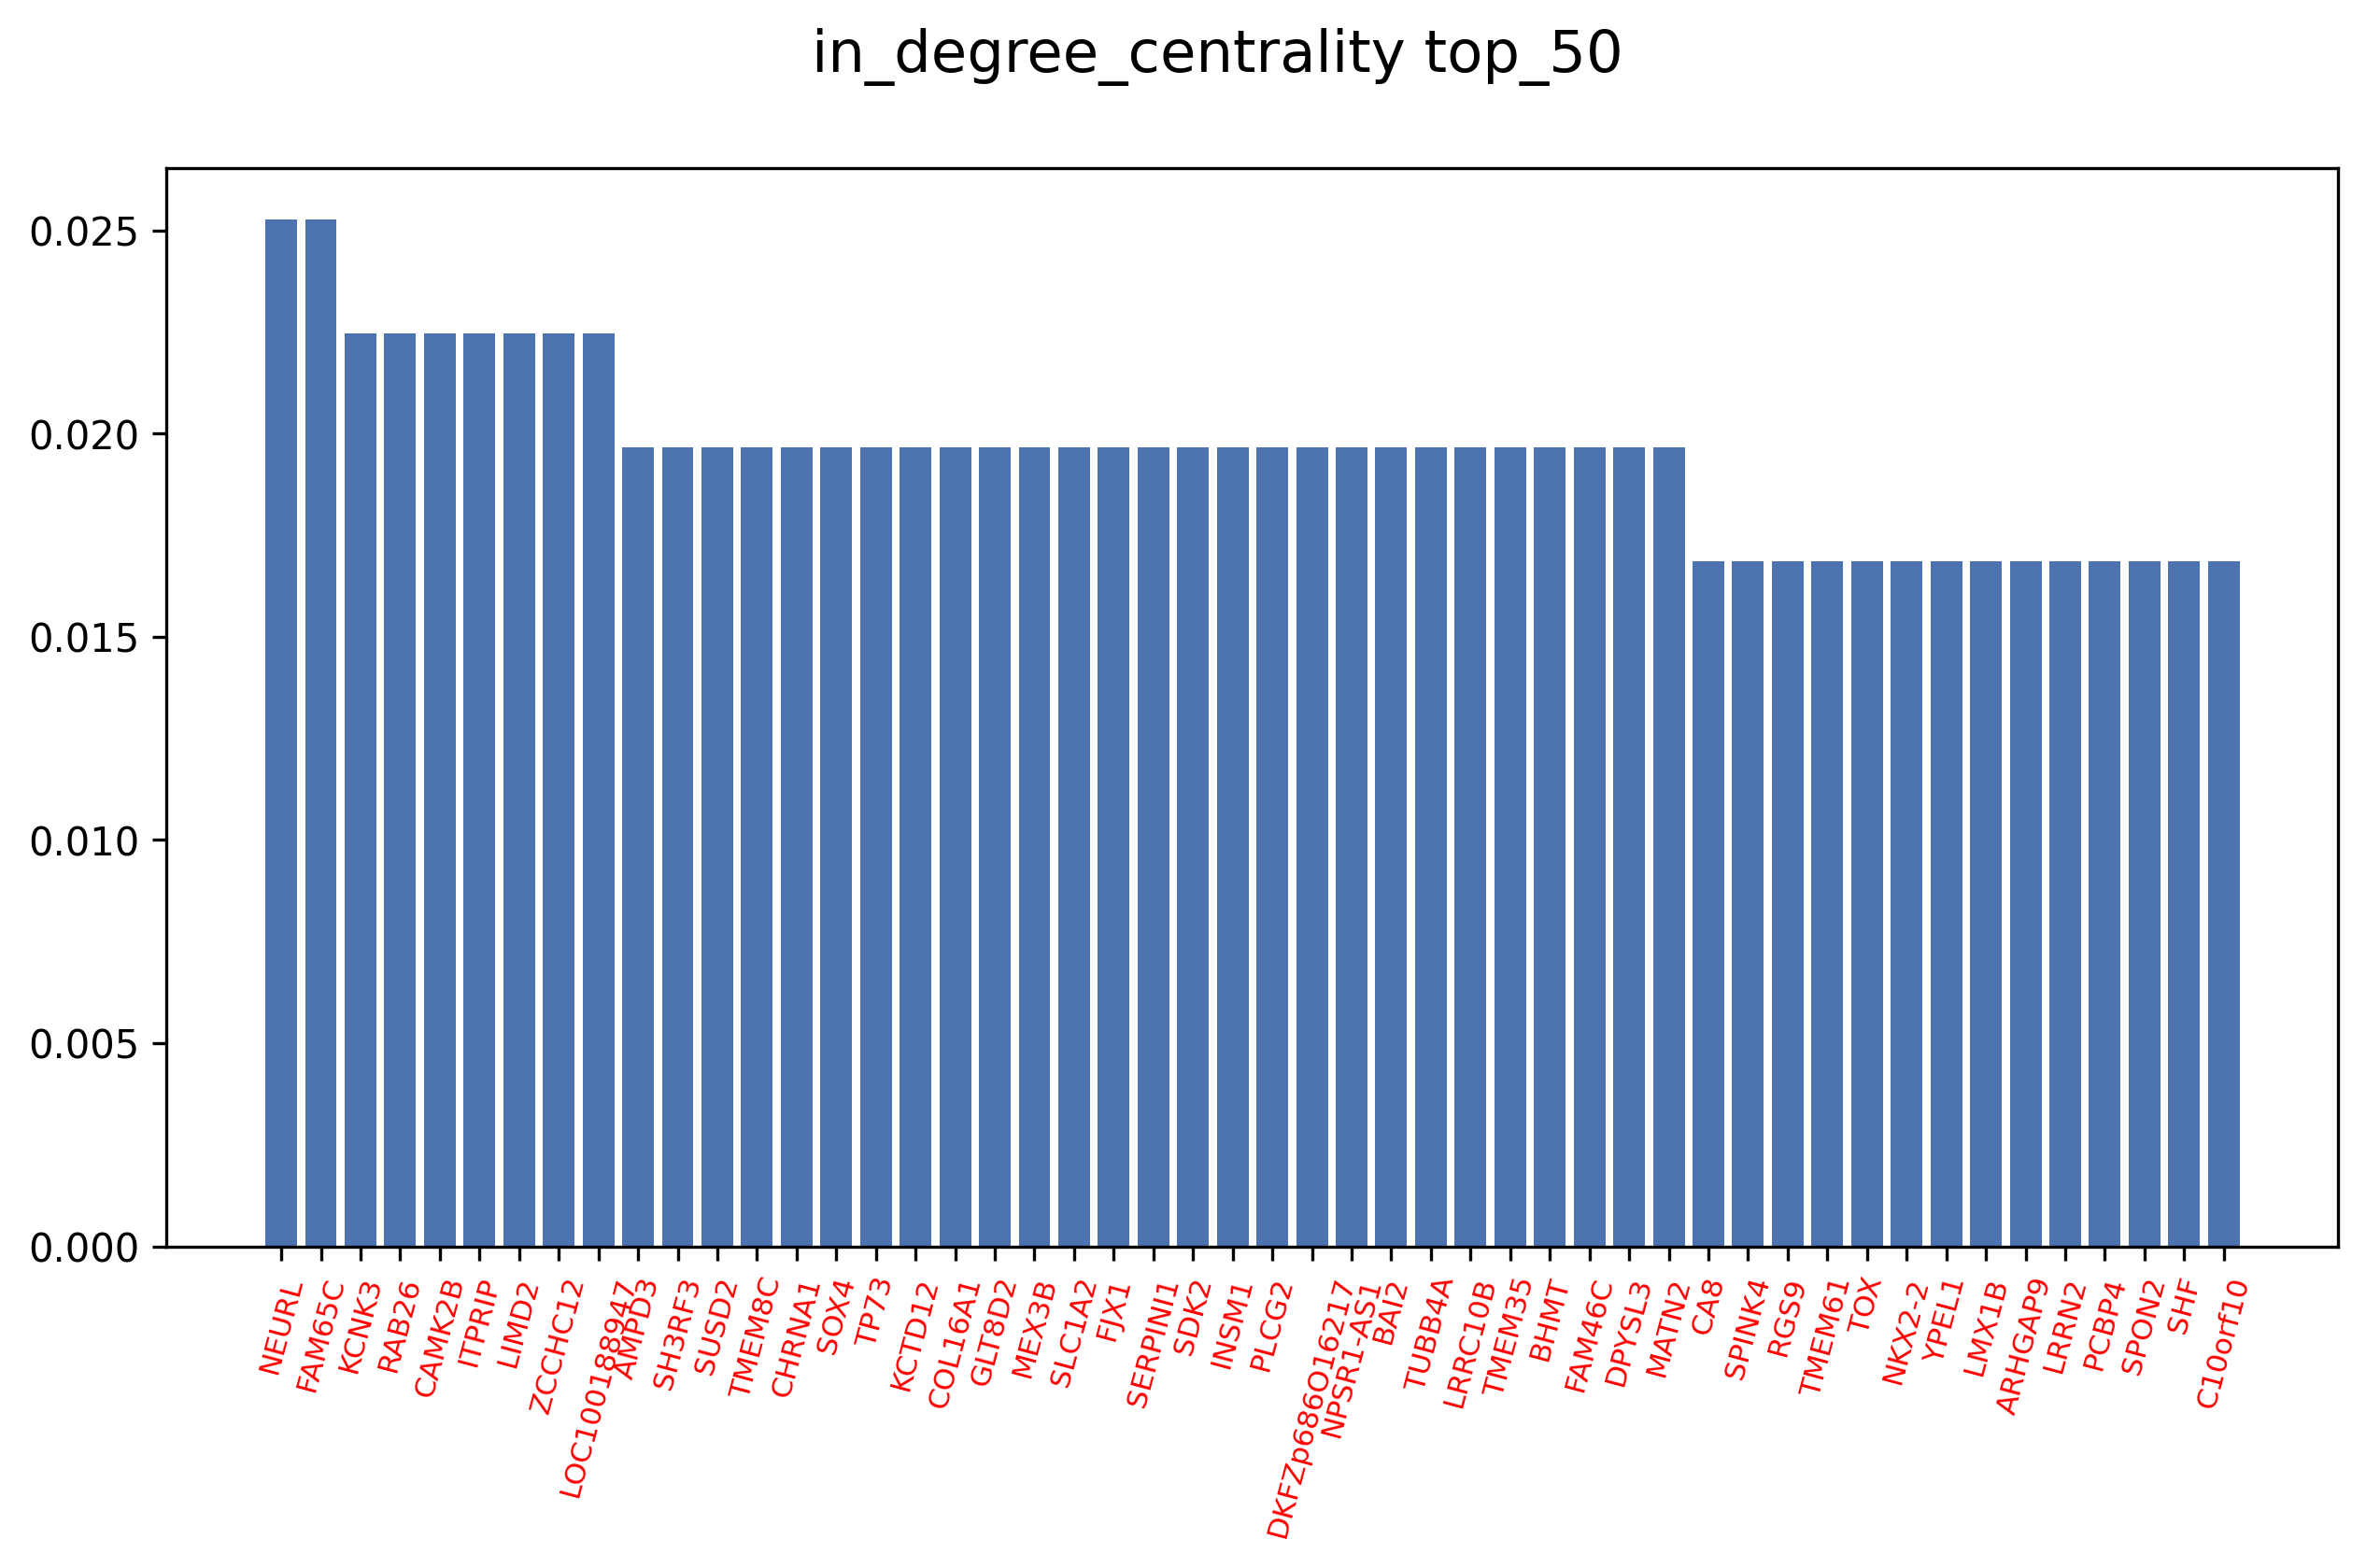 in_degree_centrality top_50
0.025
0.020
0.015
0.010
0.005
0.000
NEURL
FAM65C
KCNK3
RAB26
CAMK2B
ITPRIP
LIMD2
ZCCHC12
LOC100188947
AMPD3
SH3RF3
SUSD2
TMEM8C
CHRNA1
SOX4
TP73
KCTD12
COL16A1
GLT8D2
MEX3B
SLC1A2
FJX1
SERPINI1
SDK2
INSM1
PLCG2
DKFZp686O16217
NPSR1-AS1
BAI2
TUBB4A
LRRC10B
TMEM35
BHMT
FAM46C
DPYSL3
MATN2
CA8
SPINK4
RGS9
TMEM61
TOX
NKX2-2
YPEL1
LMX1B
ARHGAP9
LRRN2
PCBP4
SPON2
SHF
C10orf10